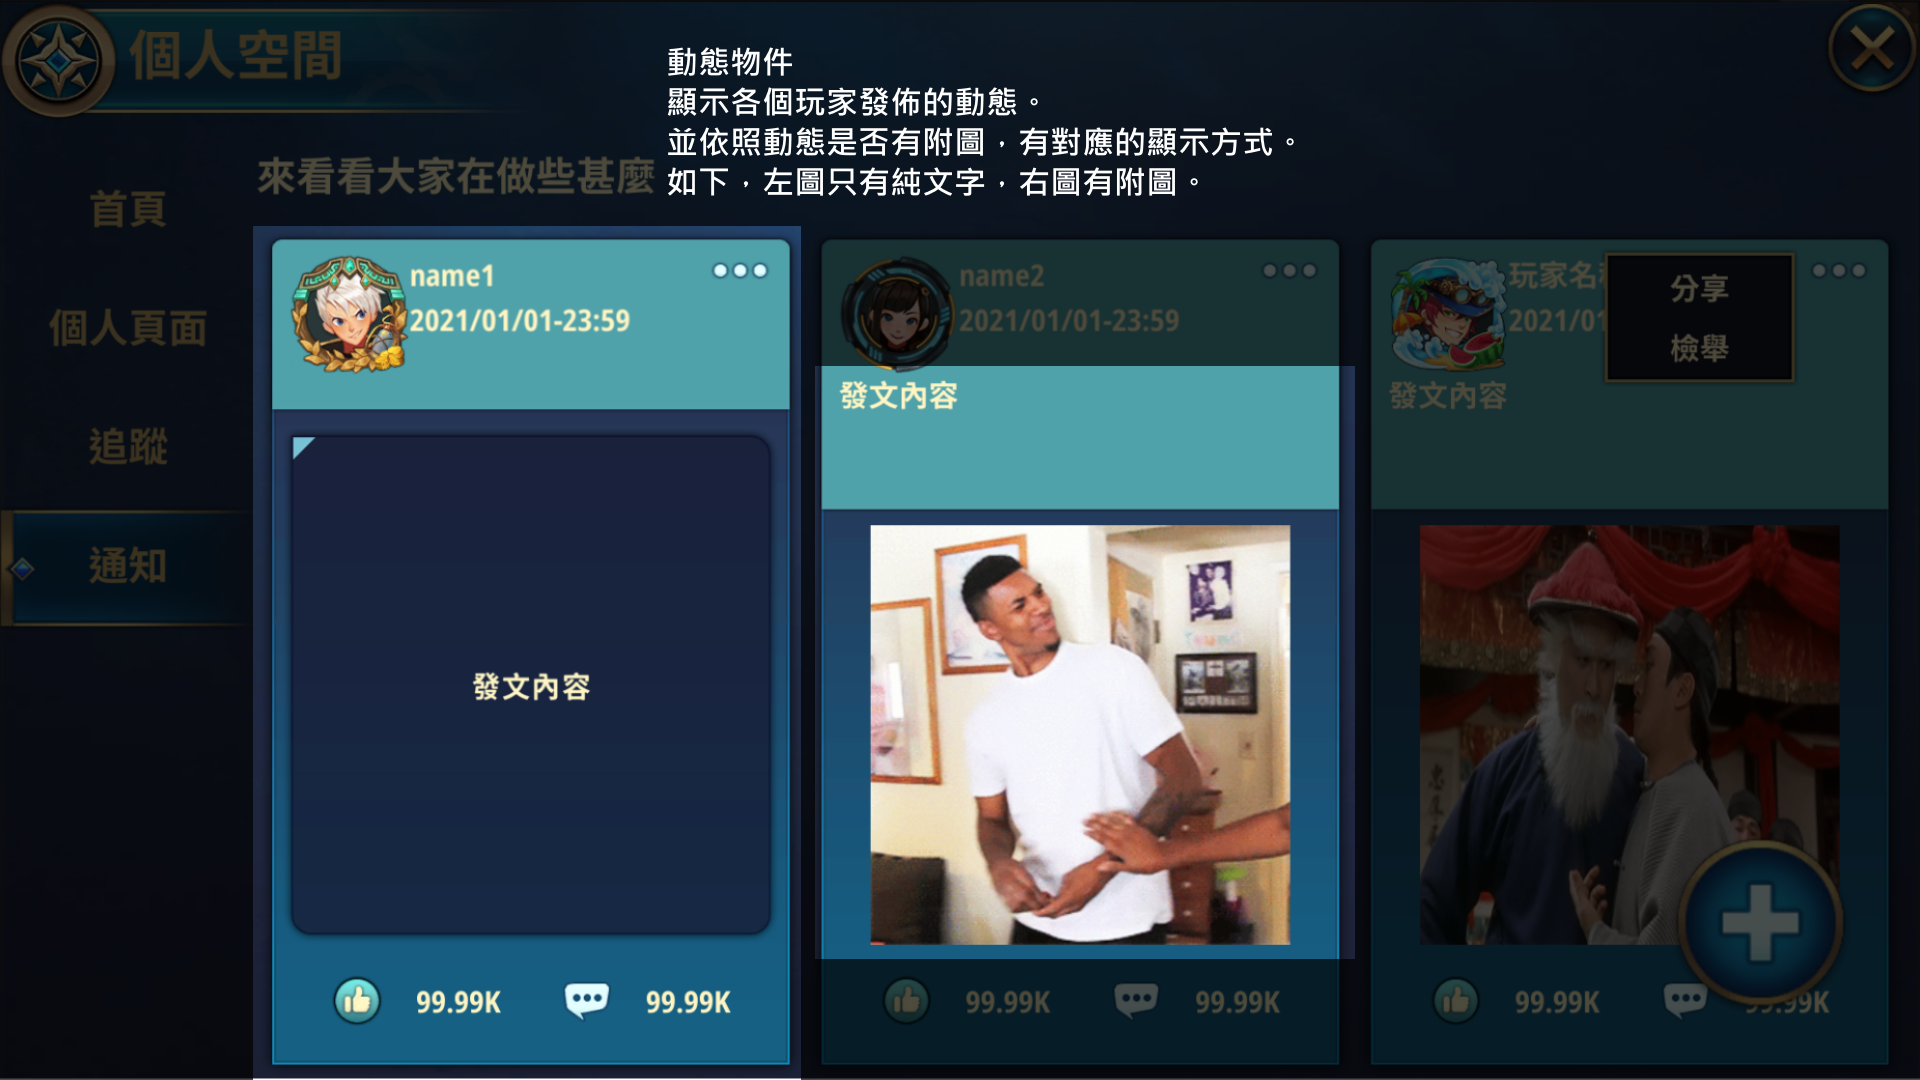 個人空間
動態物件
顯示各個玩家發佈的動態。
並依照動態是否有附圖，有對應的顯示方式。
如下，左圖只有純文字，右圖有附圖。
來看看大家在做些甚麼
首頁
個人頁面
追蹤
通知
name1
2021/01/01-23:59
發文內容
99.99K
99.99K
name2
2021/01/01-23:59
發文內容
99.99K
99.99K
玩家名
2021/01
分享
檢舉
發文內容
99.99K
99.99K